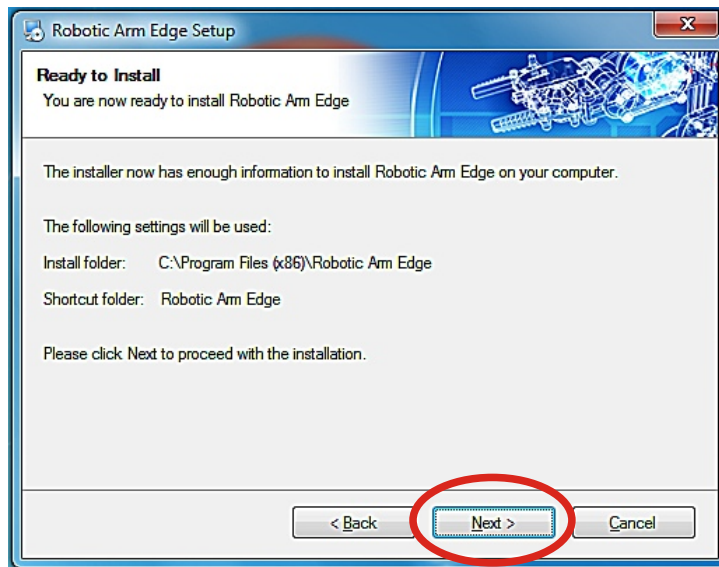 Robotic Arm Edge Setup
Ready to Install
You are now ready to install Robotic Arm Edge
The installer now has enough information to install Robotic Arm Edge on your computer.
The following settings will be used:
Install folder: C:\Program Files (x86)\Robotic Arm Edge
Shortcut folder: Robotic Arm Edge
Please click Next to proceed with the installation.
< Back Next > Cancel